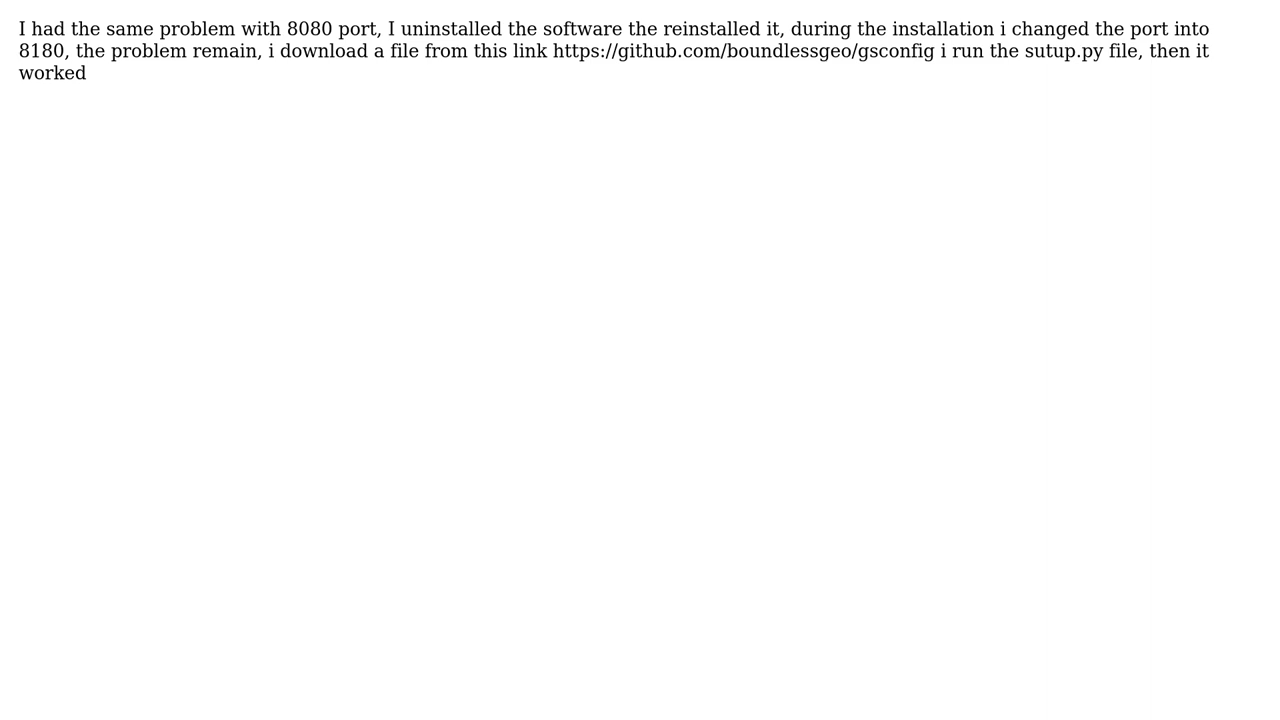 I had the same problem with 8080 port, I uninstalled the software the reinstalled it, during the installation i changed the port into
8180, the problem remain, i download a file from this link https://github.com/boundlessgeo/gsconfig i run the sutup.py file, then it
worked